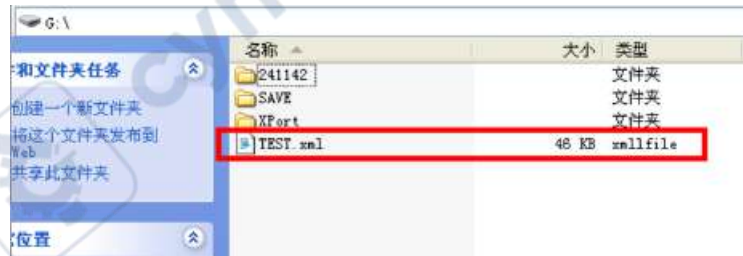 G:\
名称 大小 类型
和文件夹任务
241142 文件夹
创建一个新文件夹
SAVE 文件夹
将这个文件夹发布到
Web
XPort 文件夹
TEST.xml 46 KB xmllfile
共享此文件夹
位置